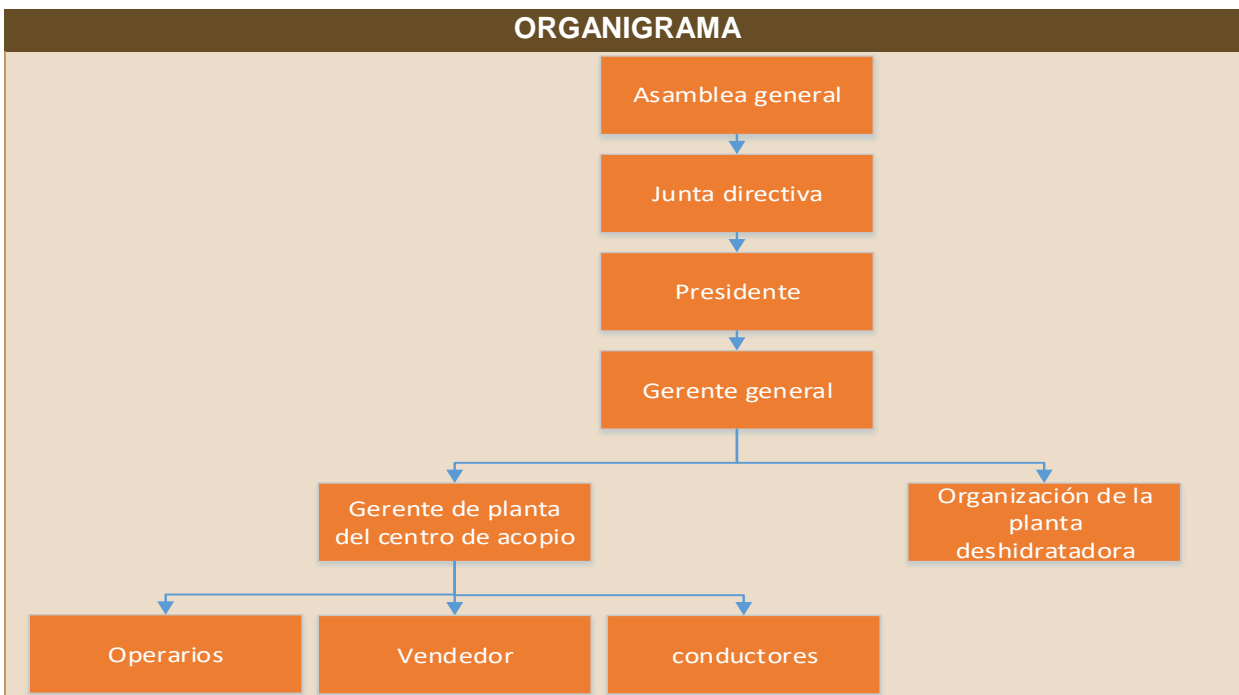 ORGANIGRAMA
Asamblea general
Junta directiva
Presidente
Gerente general
Gerente de planta
del centro de acopio
Organización de la
planta
deshidratadora
Operarios
Vendedor
conductores